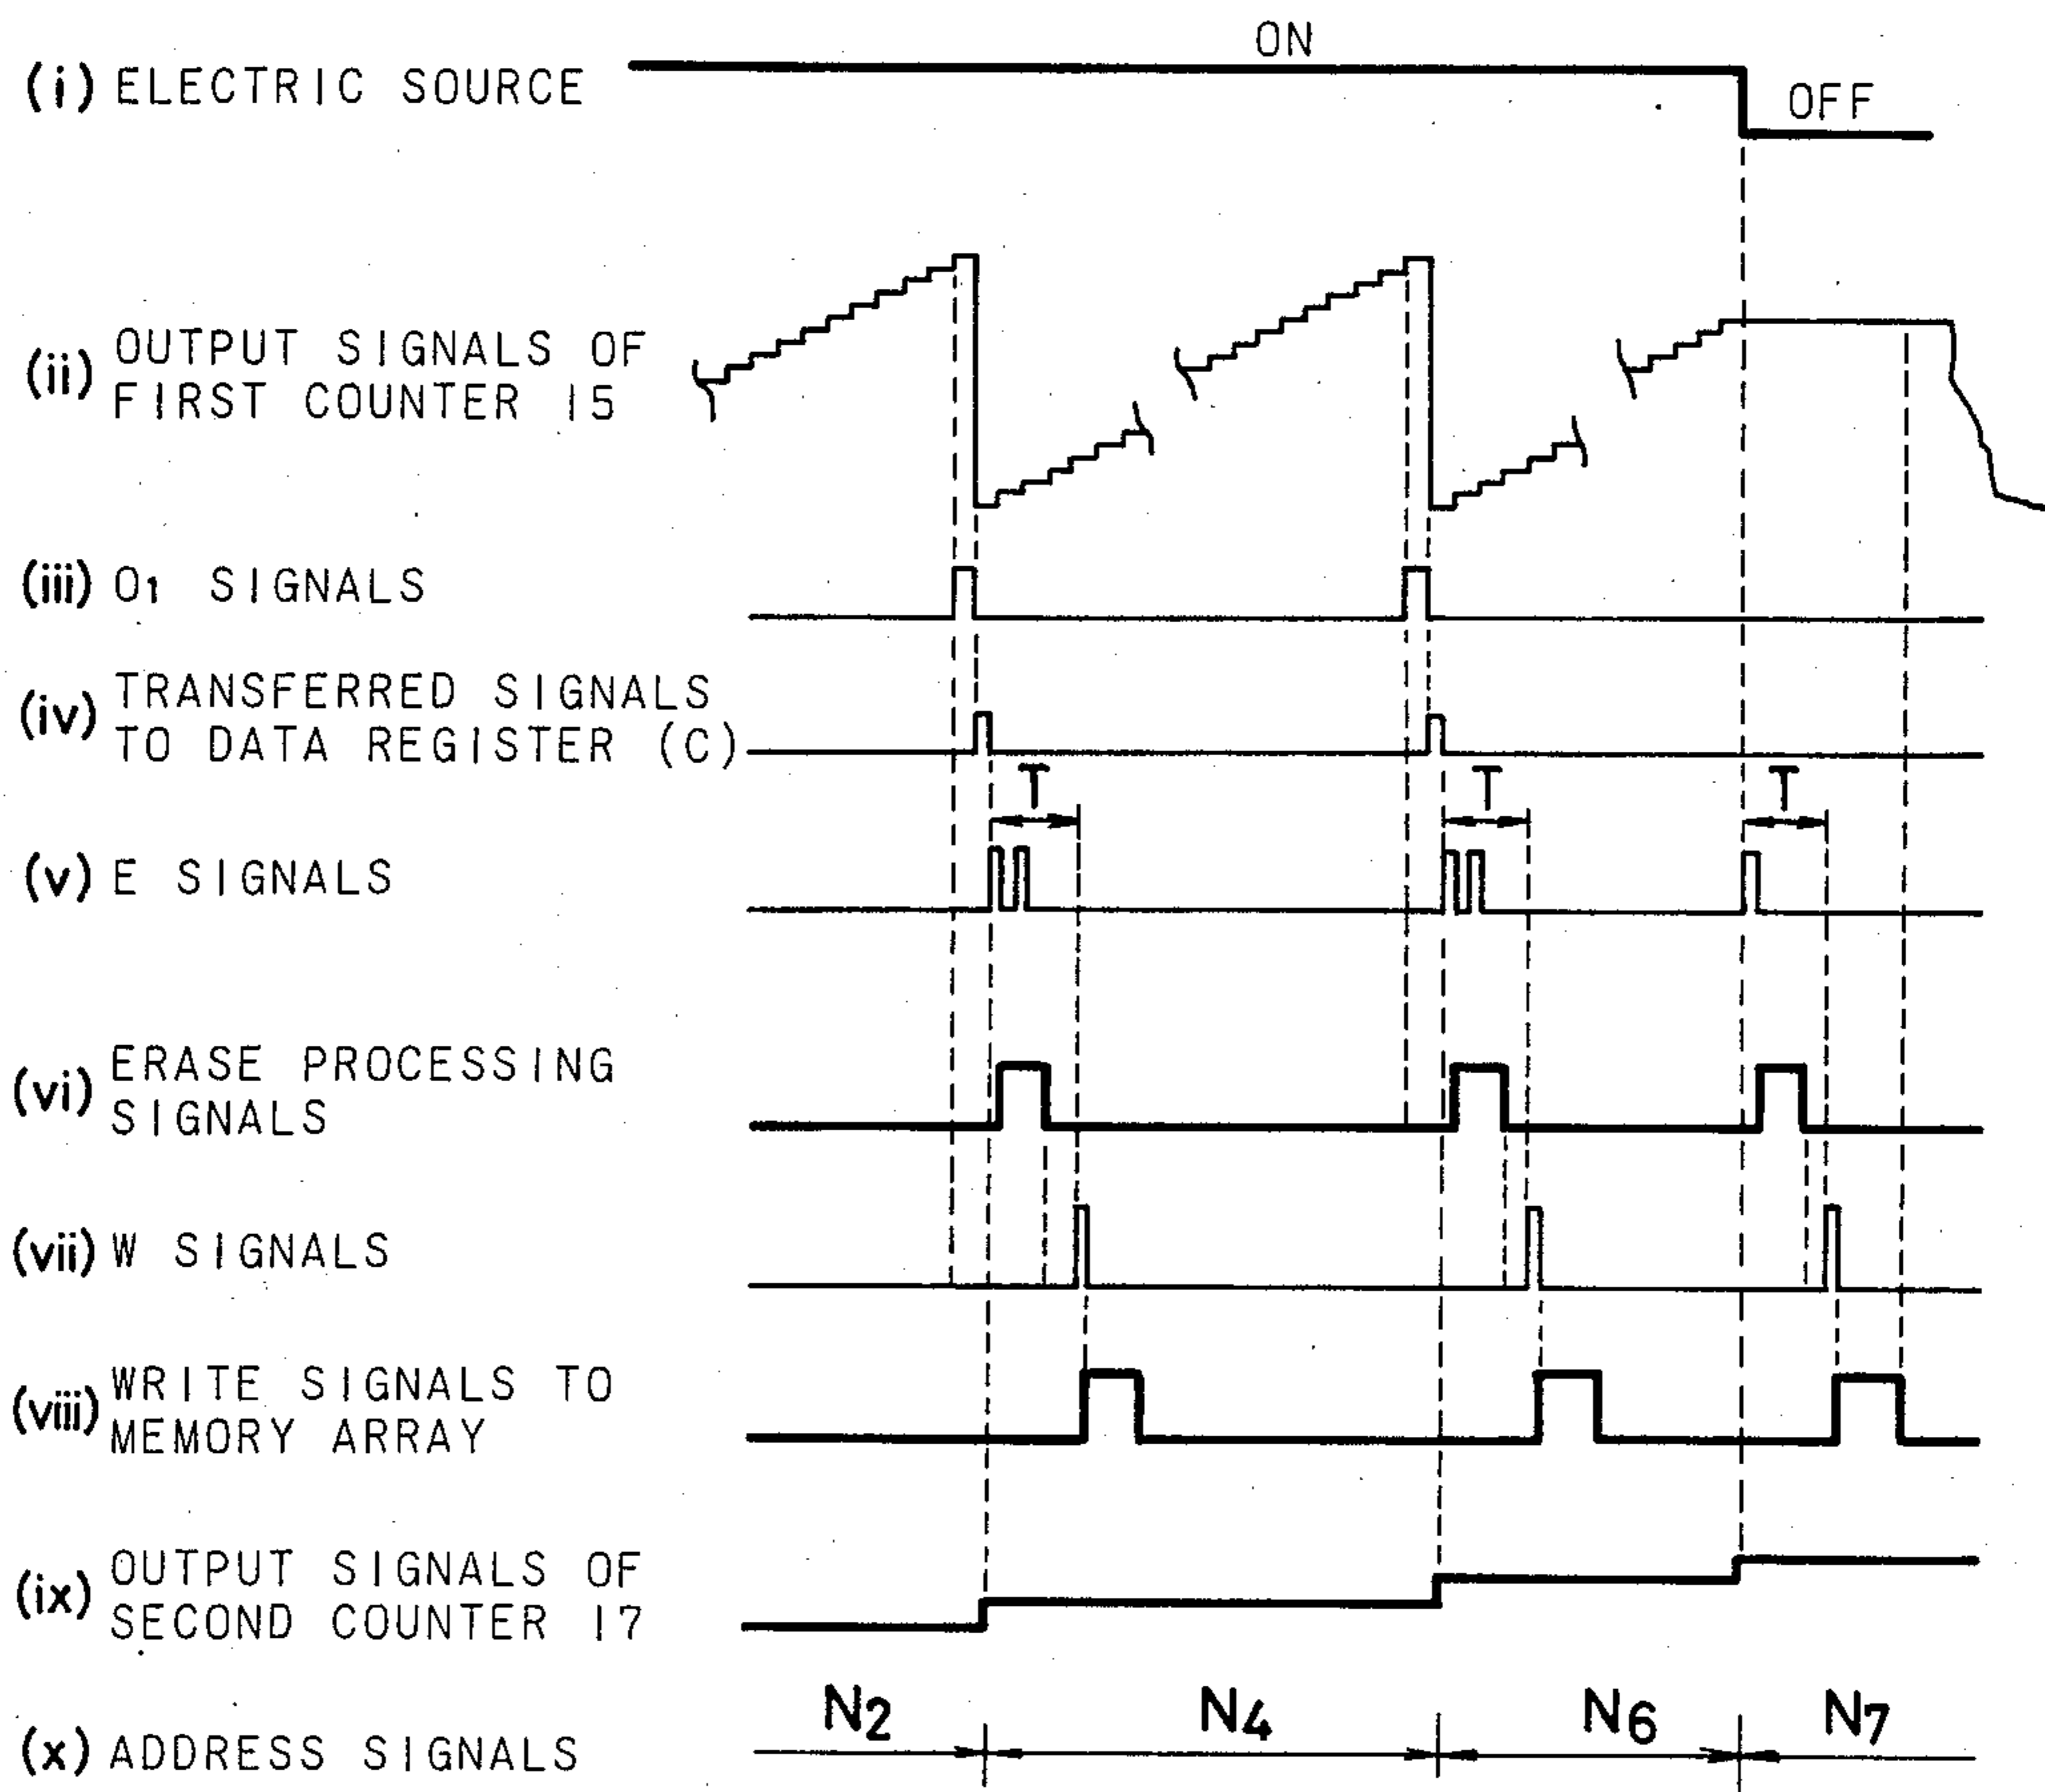 ON
(i) ELECTRIC SOURCE
OFF
(ii) OUTPUT SIGNALS OF
FIRST COUNTER 15
(iii) O1 SIGNALS
(iv) TRANSFERRED SIGNALS
TO DATA REGISTER (C)
T T T
(v) E SIGNALS
(vi) ERASE PROCESSING
SIGNALS
(vii) W SIGNALS
(viii) WRITE SIGNALS TO
MEMORY ARRAY
(ix) OUTPUT SIGNALS OF
SECOND COUNTER 17
N2 N4 N6 N7
(x) ADDRESS SIGNALS